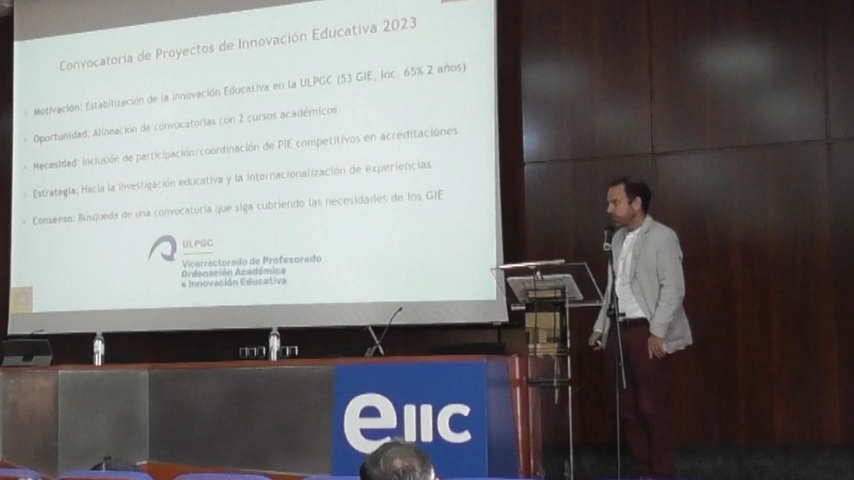 Convocatoria de Proyectos de Innovación Educativa 2023
Motivación: Estabilización de la Innovación Educativa en la ULPGC (53 GIE, Inc. 65% 2 años)
Oportunidad: Alineación de convocatorias con 2 cursos académicos
Necesidad: Inclusión de participación/coordinación de PIE competitivos en acreditaciones
Estrategia: Hacia la investigación educativa y la internacionalización de experiencias
Consenso: Búsqueda de una convocatoria que siga cubriendo las necesidades de los GIE
ULPGC
Vicerrectorado de Profesorado
Ordenación Académica
e Innovación Educativa
eiic